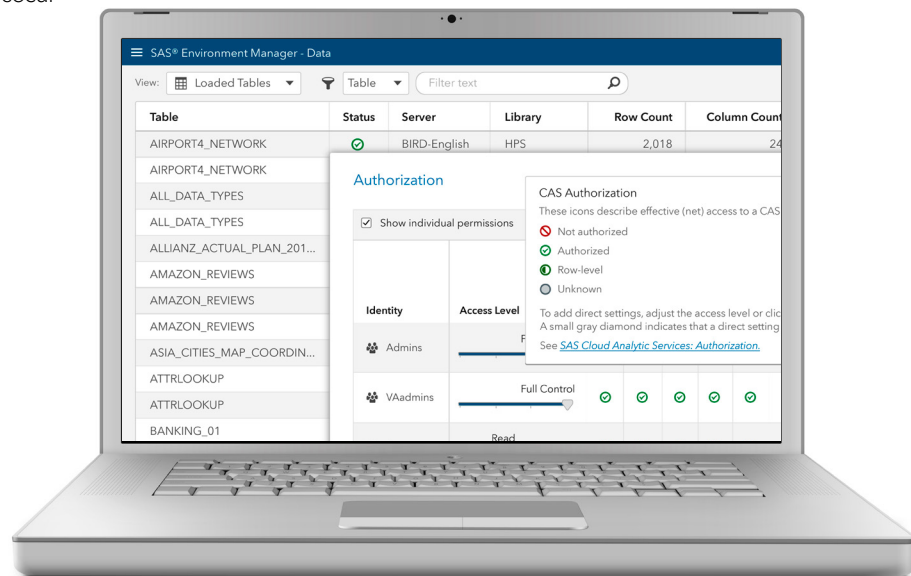 SAS® Environment Manager - Data
View: Loaded Tables Table Filter text
Table Status Server Library Row Count Column Count
AIRPORT4_NETWORK BIRD-English HPS 2,018 24
AIRPORT4_NETWORK
ALL_DATA_TYPES
ALL_DATA_TYPES
ALLIANZ_ACTUAL_PLAN_201...
AMAZON_REVIEWS
AMAZON_REVIEWS
AMAZON_REVIEWS
ASIA_CITIES_MAP_COORDIN...
ATTRLOOKUP
ATTRLOOKUP
BANKING_01
Authorization
Show individual permissions
Identity Access Level
Admins
VAadmins Full Control
Read
CAS Authorization
These icons describe effective (net) access to a CAS
Not authorized
Authorized
Row-level
Unknown
To add direct settings, adjust the access level or clic
A small gray diamond indicates that a direct setting
See SAS Cloud Analytic Services: Authorization.